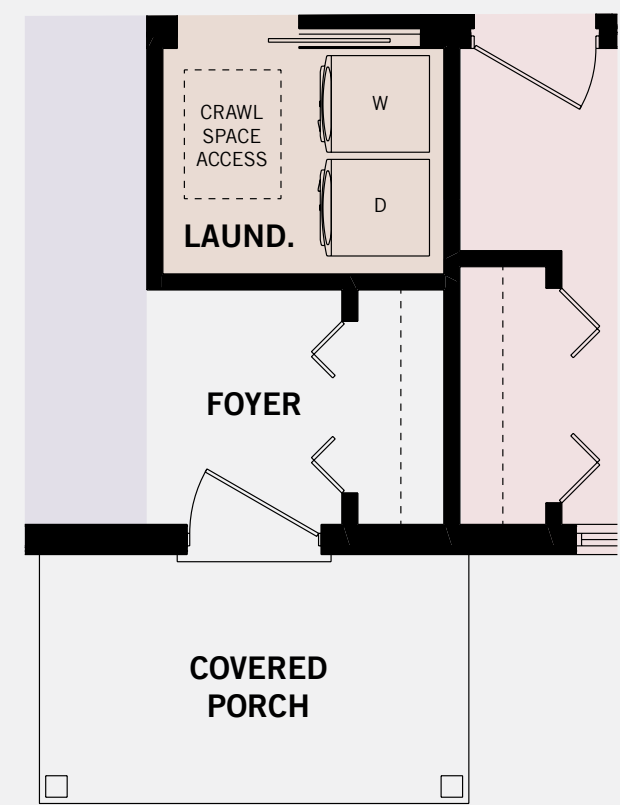 CRAWL
SPACE
ACCESS
W
D
LAUND.
FOYER
COVERED
PORCH